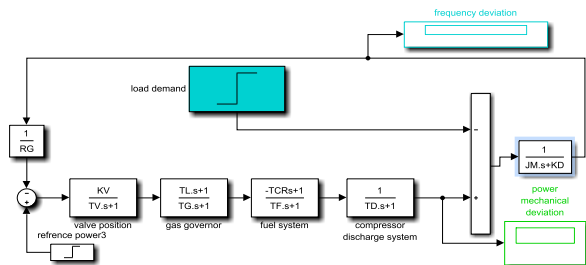 frequency deviation
load demand
1
RG
-
+
KV
TV.s+1
valve position
TL.s+1
TG.s+1
gas governor
-TCRs+1
TF.s+1
fuel system
1
TD.s+1
compressor
discharge system
-
+
1
JM.s+KD
power
mechanical
deviation
refrence power3